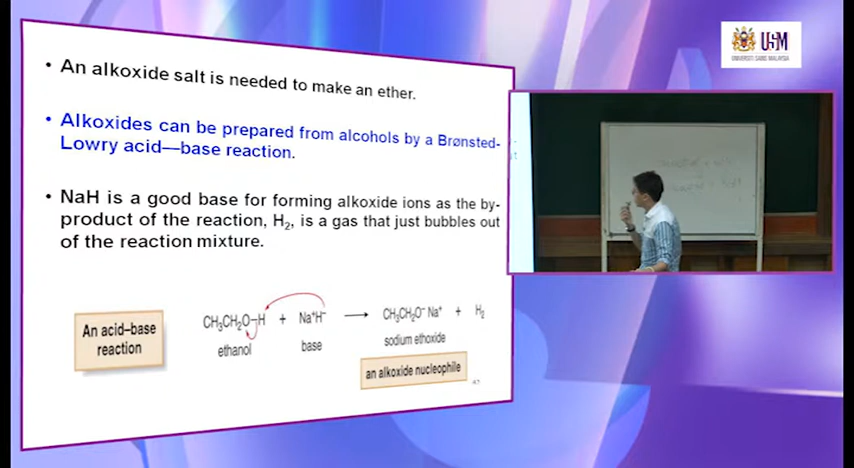 • An alkoxide salt is needed to make an ether.
• Alkoxides can be prepared from alcohols by a Brønsted-
Lowry acid—base reaction.
• NaH is a good base for forming alkoxide ions as the by-
product of the reaction, H₂, is a gas that just bubbles out
of the reaction mixture.
An acid–base
reaction
CH₃CH₂O–H + Na⁺H⁻ ⟶ CH₃CH₂O⁻ Na⁺ + H₂
ethanol base sodium ethoxide
an alkoxide nucleophile
47
USM
UNIVERSITI SAINS MALAYSIA